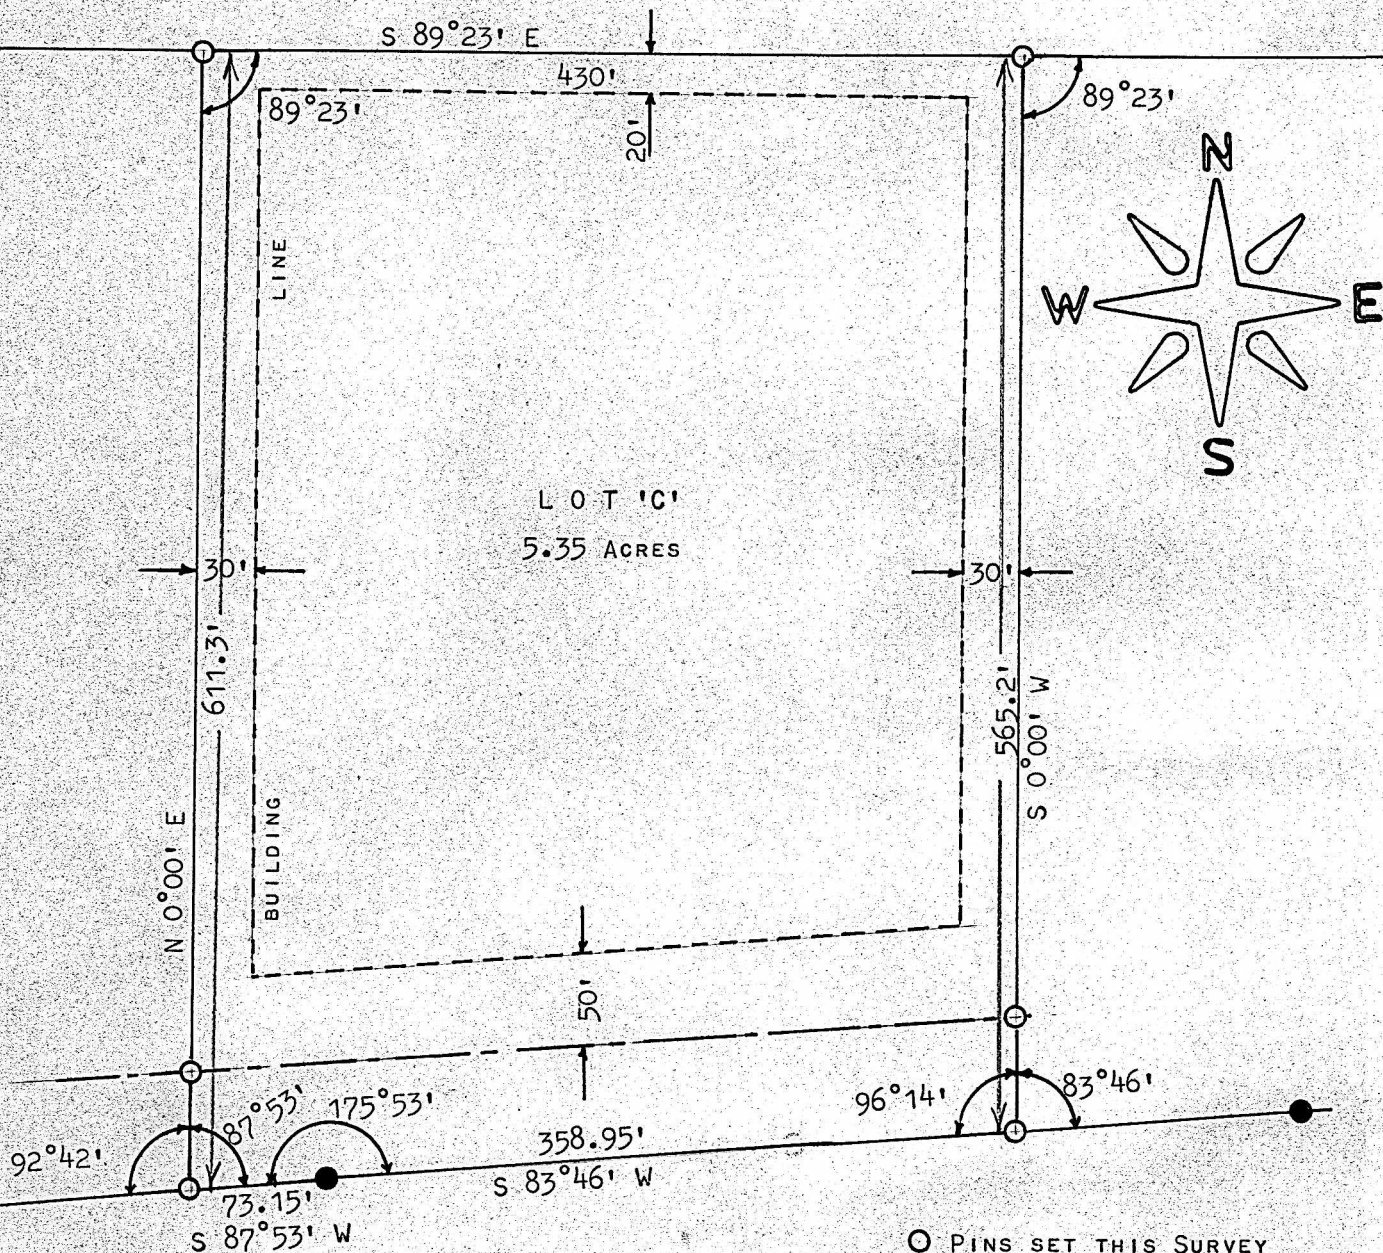 S 89°23' E
430'
89°23'
89°23'
20'
N
W
E
S
LINE
LOT 'C'
5.35 ACRES
30'
30'
611.3'
565.2'
S 0°00' W
N 0°00' E
BUILDING
50'
92°42'
87°53'
175°53'
96°14'
83°46'
358.95'
S 83°46' W
73.15'
S 87°53' W
PINS SET THIS SURVEY